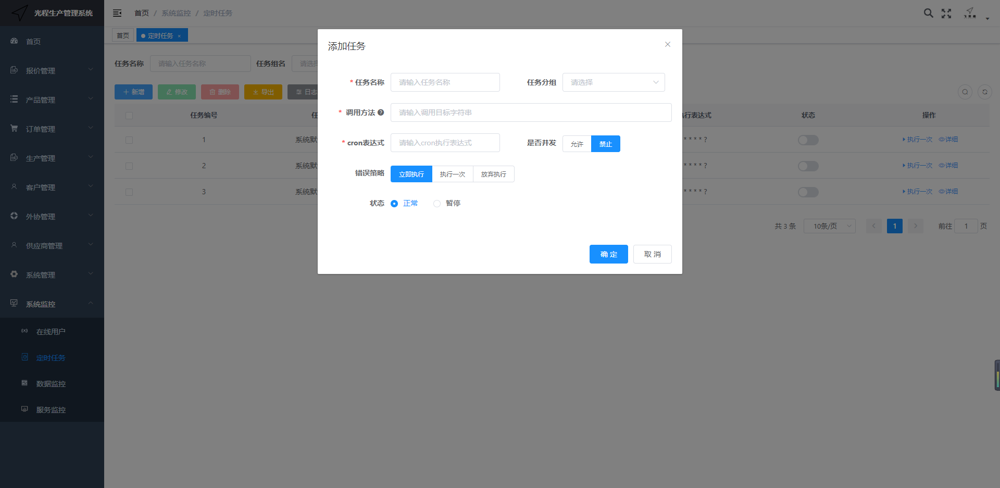 光程生产管理系统
首页 / 系统监控 / 定时任务
首页
定时任务 ×
首页
报价管理
产品管理
订单管理
生产管理
客户管理
外协管理
供应商管理
系统管理
系统监控
在线用户
定时任务
数据监控
服务监控
任务名称 请输入任务名称 任务组名 请选
新增 修改 删除 导出 日志
任务编号 执行表达式 状态 操作
1 系统默 * * * * ? 执行一次 详细
2 系统默 * * * * ? 执行一次 详细
3 系统默 * * * * ? 执行一次 详细
共 3 条 10条/页 1 前往 1 页
添加任务
* 任务名称 请输入任务名称 任务分组 请选择
* 调用方法 ? 请输入调用目标字符串
* cron表达式 请输入cron执行表达式 是否并发 允许 禁止
错误策略 立即执行 执行一次 放弃执行
状态 正常 暂停
确 定 取 消